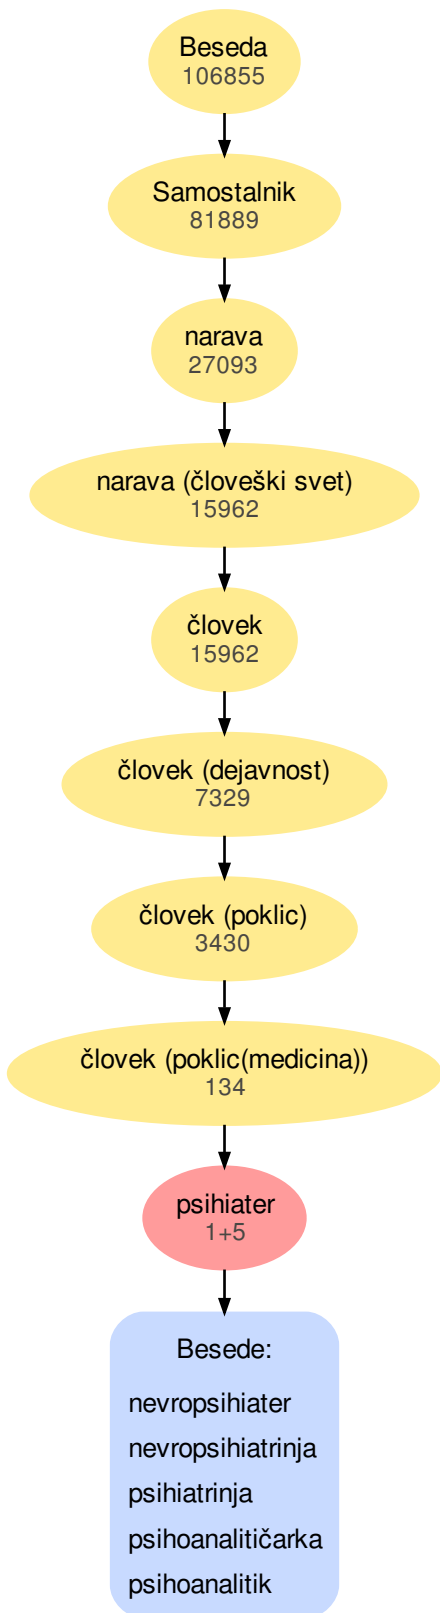 Beseda
106855
Samostalnik
81889
narava
27093
narava (človeški svet)
15962
človek
15962
človek (dejavnost)
7329
človek (poklic)
3430
človek (poklic(medicina))
134
psihiater
1+5
Besede:
nevropsihiater
nevropsihiatrinja
psihiatrinja
psihoanalitičarka
psihoanalitik